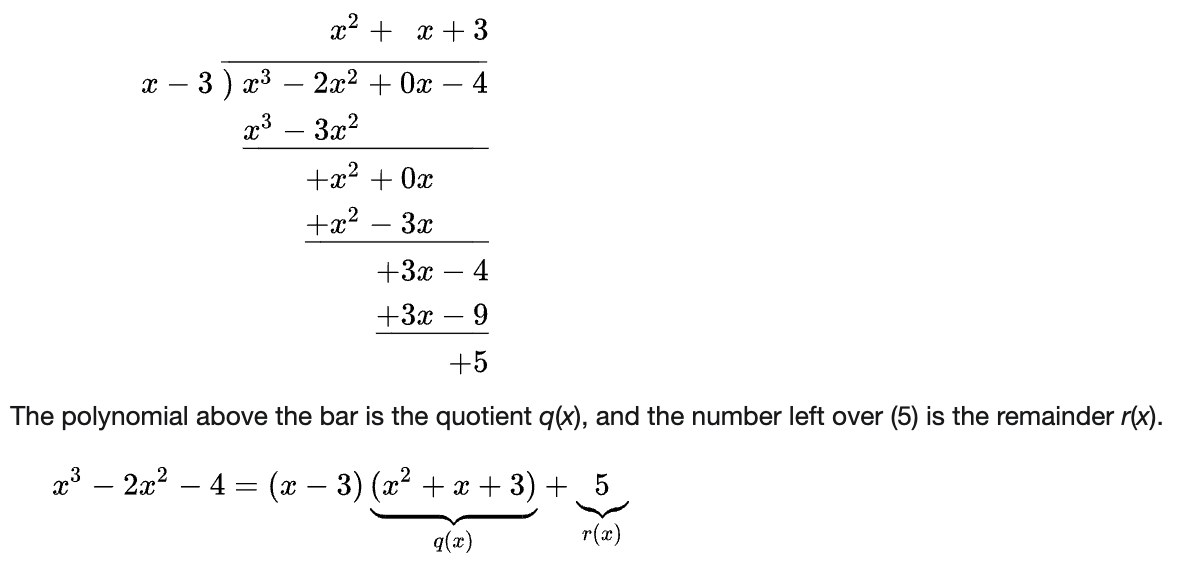 x² + x + 3
x − 3 ) x³ − 2x² + 0x − 4
x³ − 3x²
+x² + 0x
+x² − 3x
+3x − 4
+3x − 9
+5
The polynomial above the bar is the quotient q(x), and the number left over (5) is the remainder r(x).
x³ − 2x² − 4 = (x − 3) (x² + x + 3) + 5
q(x) r(x)